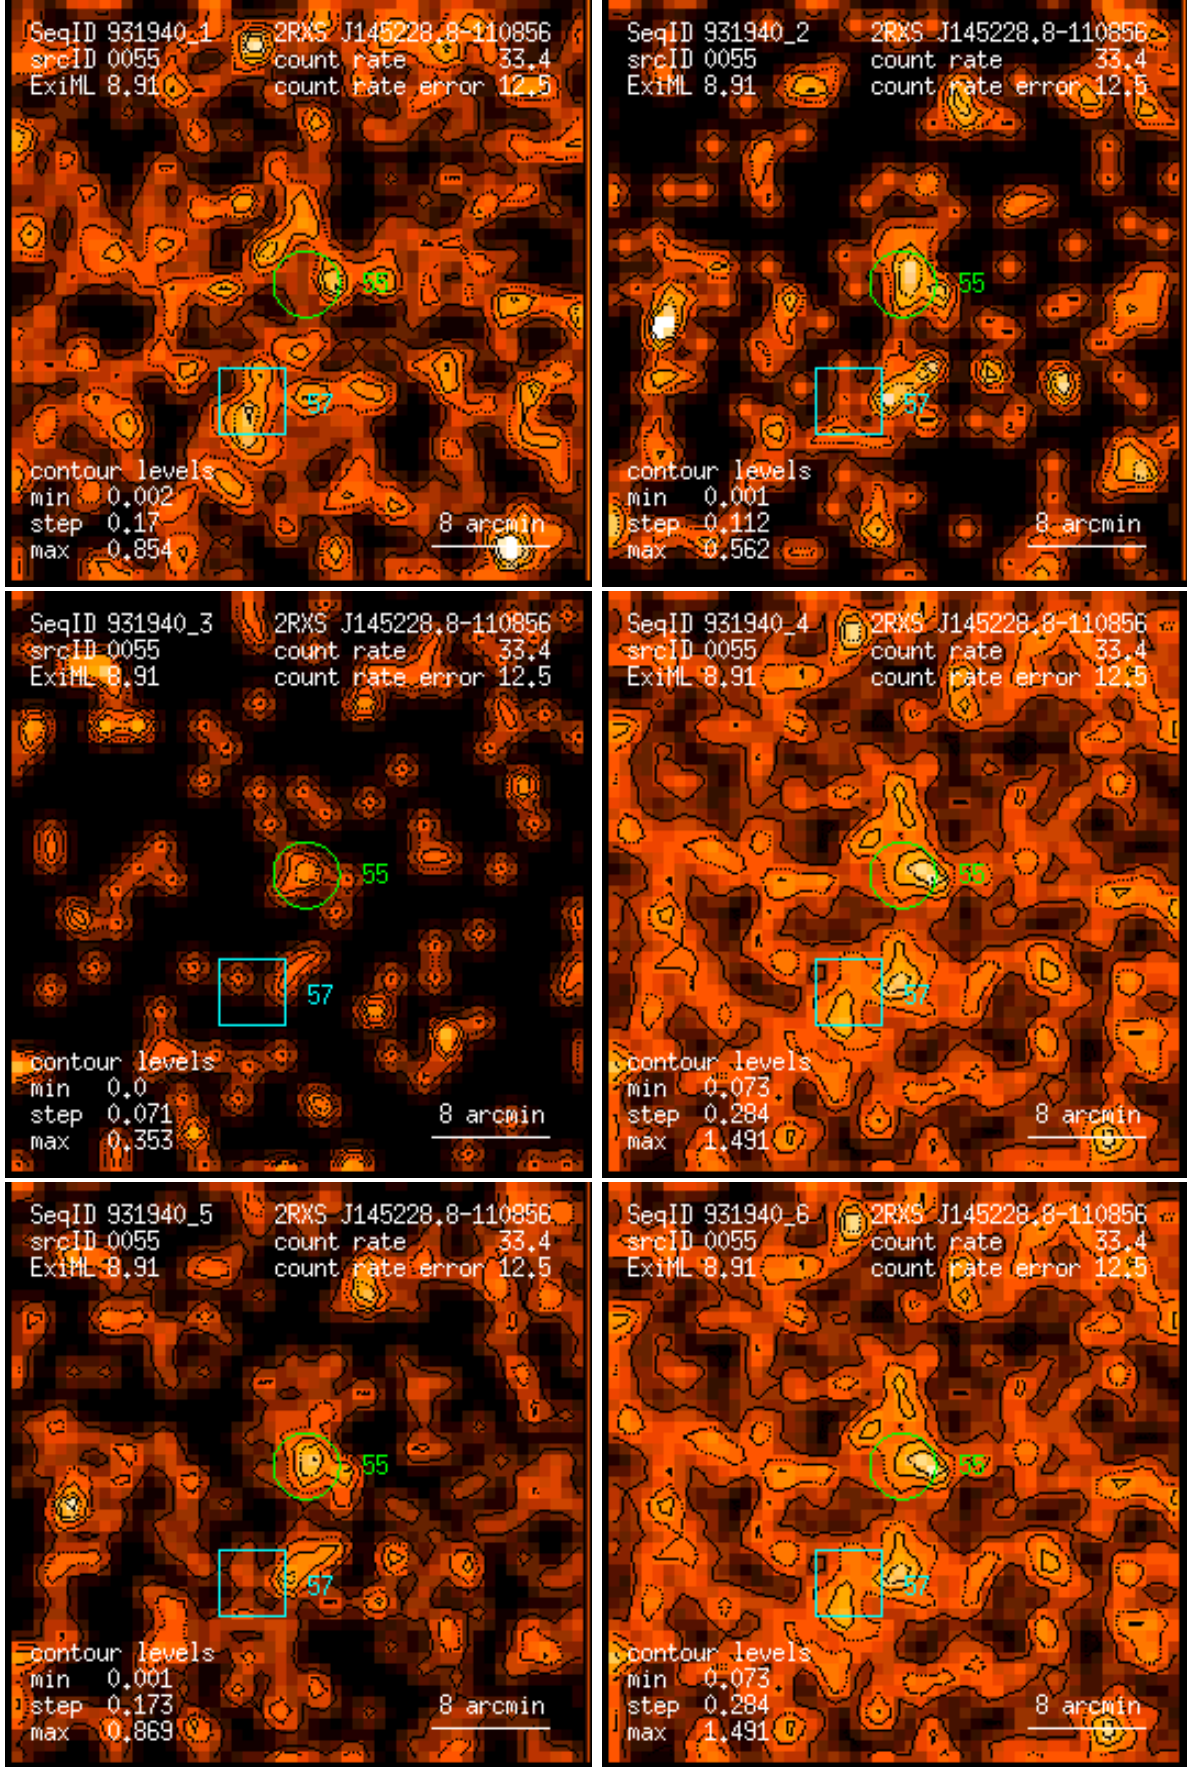 SeqID 931940_1 2RXS J145228.8-110856
srcID 0055 count rate 33.4
ExiML 8.91 count rate error 12.5
55
57
contour levels
min 0.002
step 0.17 8 arcmin
max 0.854
SeqID 931940_2 2RXS J145228.8-110856
srcID 0055 count rate 33.4
ExiML 8.91 count rate error 12.5
55
57
contour levels
min 0.001
step 0.112 8 arcmin
max 0.562
SeqID 931940_3 2RXS J145228.8-110856
srcID 0055 count rate 33.4
ExiML 8.91 count rate error 12.5
55
57
contour levels
min 0.0
step 0.071 8 arcmin
max 0.353
SeqID 931940_4 2RXS J145228.8-110856
srcID 0055 count rate 33.4
ExiML 8.91 count rate error 12.5
55
57
contour levels
min 0.073
step 0.284 8 arcmin
max 1.491
SeqID 931940_5 2RXS J145228.8-110856
srcID 0055 count rate 33.4
ExiML 8.91 count rate error 12.5
55
57
contour levels
min 0.001
step 0.173 8 arcmin
max 0.869
SeqID 931940_6 2RXS J145228.8-110856
srcID 0055 count rate 33.4
ExiML 8.91 count rate error 12.5
55
57
contour levels
min 0.073
step 0.284 8 arcmin
max 1.491